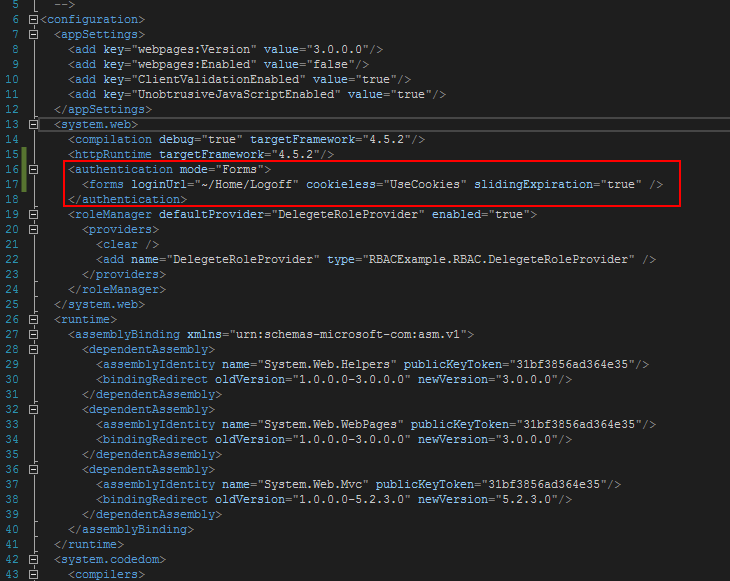 5 -->
6 <configuration>
7 <appSettings>
8 <add key="webpages:Version" value="3.0.0.0"/>
9 <add key="webpages:Enabled" value="false"/>
10 <add key="ClientValidationEnabled" value="true"/>
11 <add key="UnobtrusiveJavaScriptEnabled" value="true"/>
12 </appSettings>
13 <system.web>
14 <compilation debug="true" targetFramework="4.5.2"/>
15 <httpRuntime targetFramework="4.5.2"/>
16 <authentication mode="Forms">
17 <forms loginUrl="~/Home/Logoff" cookieless="UseCookies" slidingExpiration="true" />
18 </authentication>
19 <roleManager defaultProvider="DelegeteRoleProvider" enabled="true">
20 <providers>
21 <clear />
22 <add name="DelegeteRoleProvider" type="RBACExample.RBAC.DelegeteRoleProvider" />
23 </providers>
24 </roleManager>
25 </system.web>
26 <runtime>
27 <assemblyBinding xmlns="urn:schemas-microsoft-com:asm.v1">
28 <dependentAssembly>
29 <assemblyIdentity name="System.Web.Helpers" publicKeyToken="31bf3856ad364e35"/>
30 <bindingRedirect oldVersion="1.0.0.0-3.0.0.0" newVersion="3.0.0.0"/>
31 </dependentAssembly>
32 <dependentAssembly>
33 <assemblyIdentity name="System.Web.WebPages" publicKeyToken="31bf3856ad364e35"/>
34 <bindingRedirect oldVersion="1.0.0.0-3.0.0.0" newVersion="3.0.0.0"/>
35 </dependentAssembly>
36 <dependentAssembly>
37 <assemblyIdentity name="System.Web.Mvc" publicKeyToken="31bf3856ad364e35"/>
38 <bindingRedirect oldVersion="1.0.0.0-5.2.3.0" newVersion="5.2.3.0"/>
39 </dependentAssembly>
40 </assemblyBinding>
41 </runtime>
42 <system.codedom>
43 <compilers>